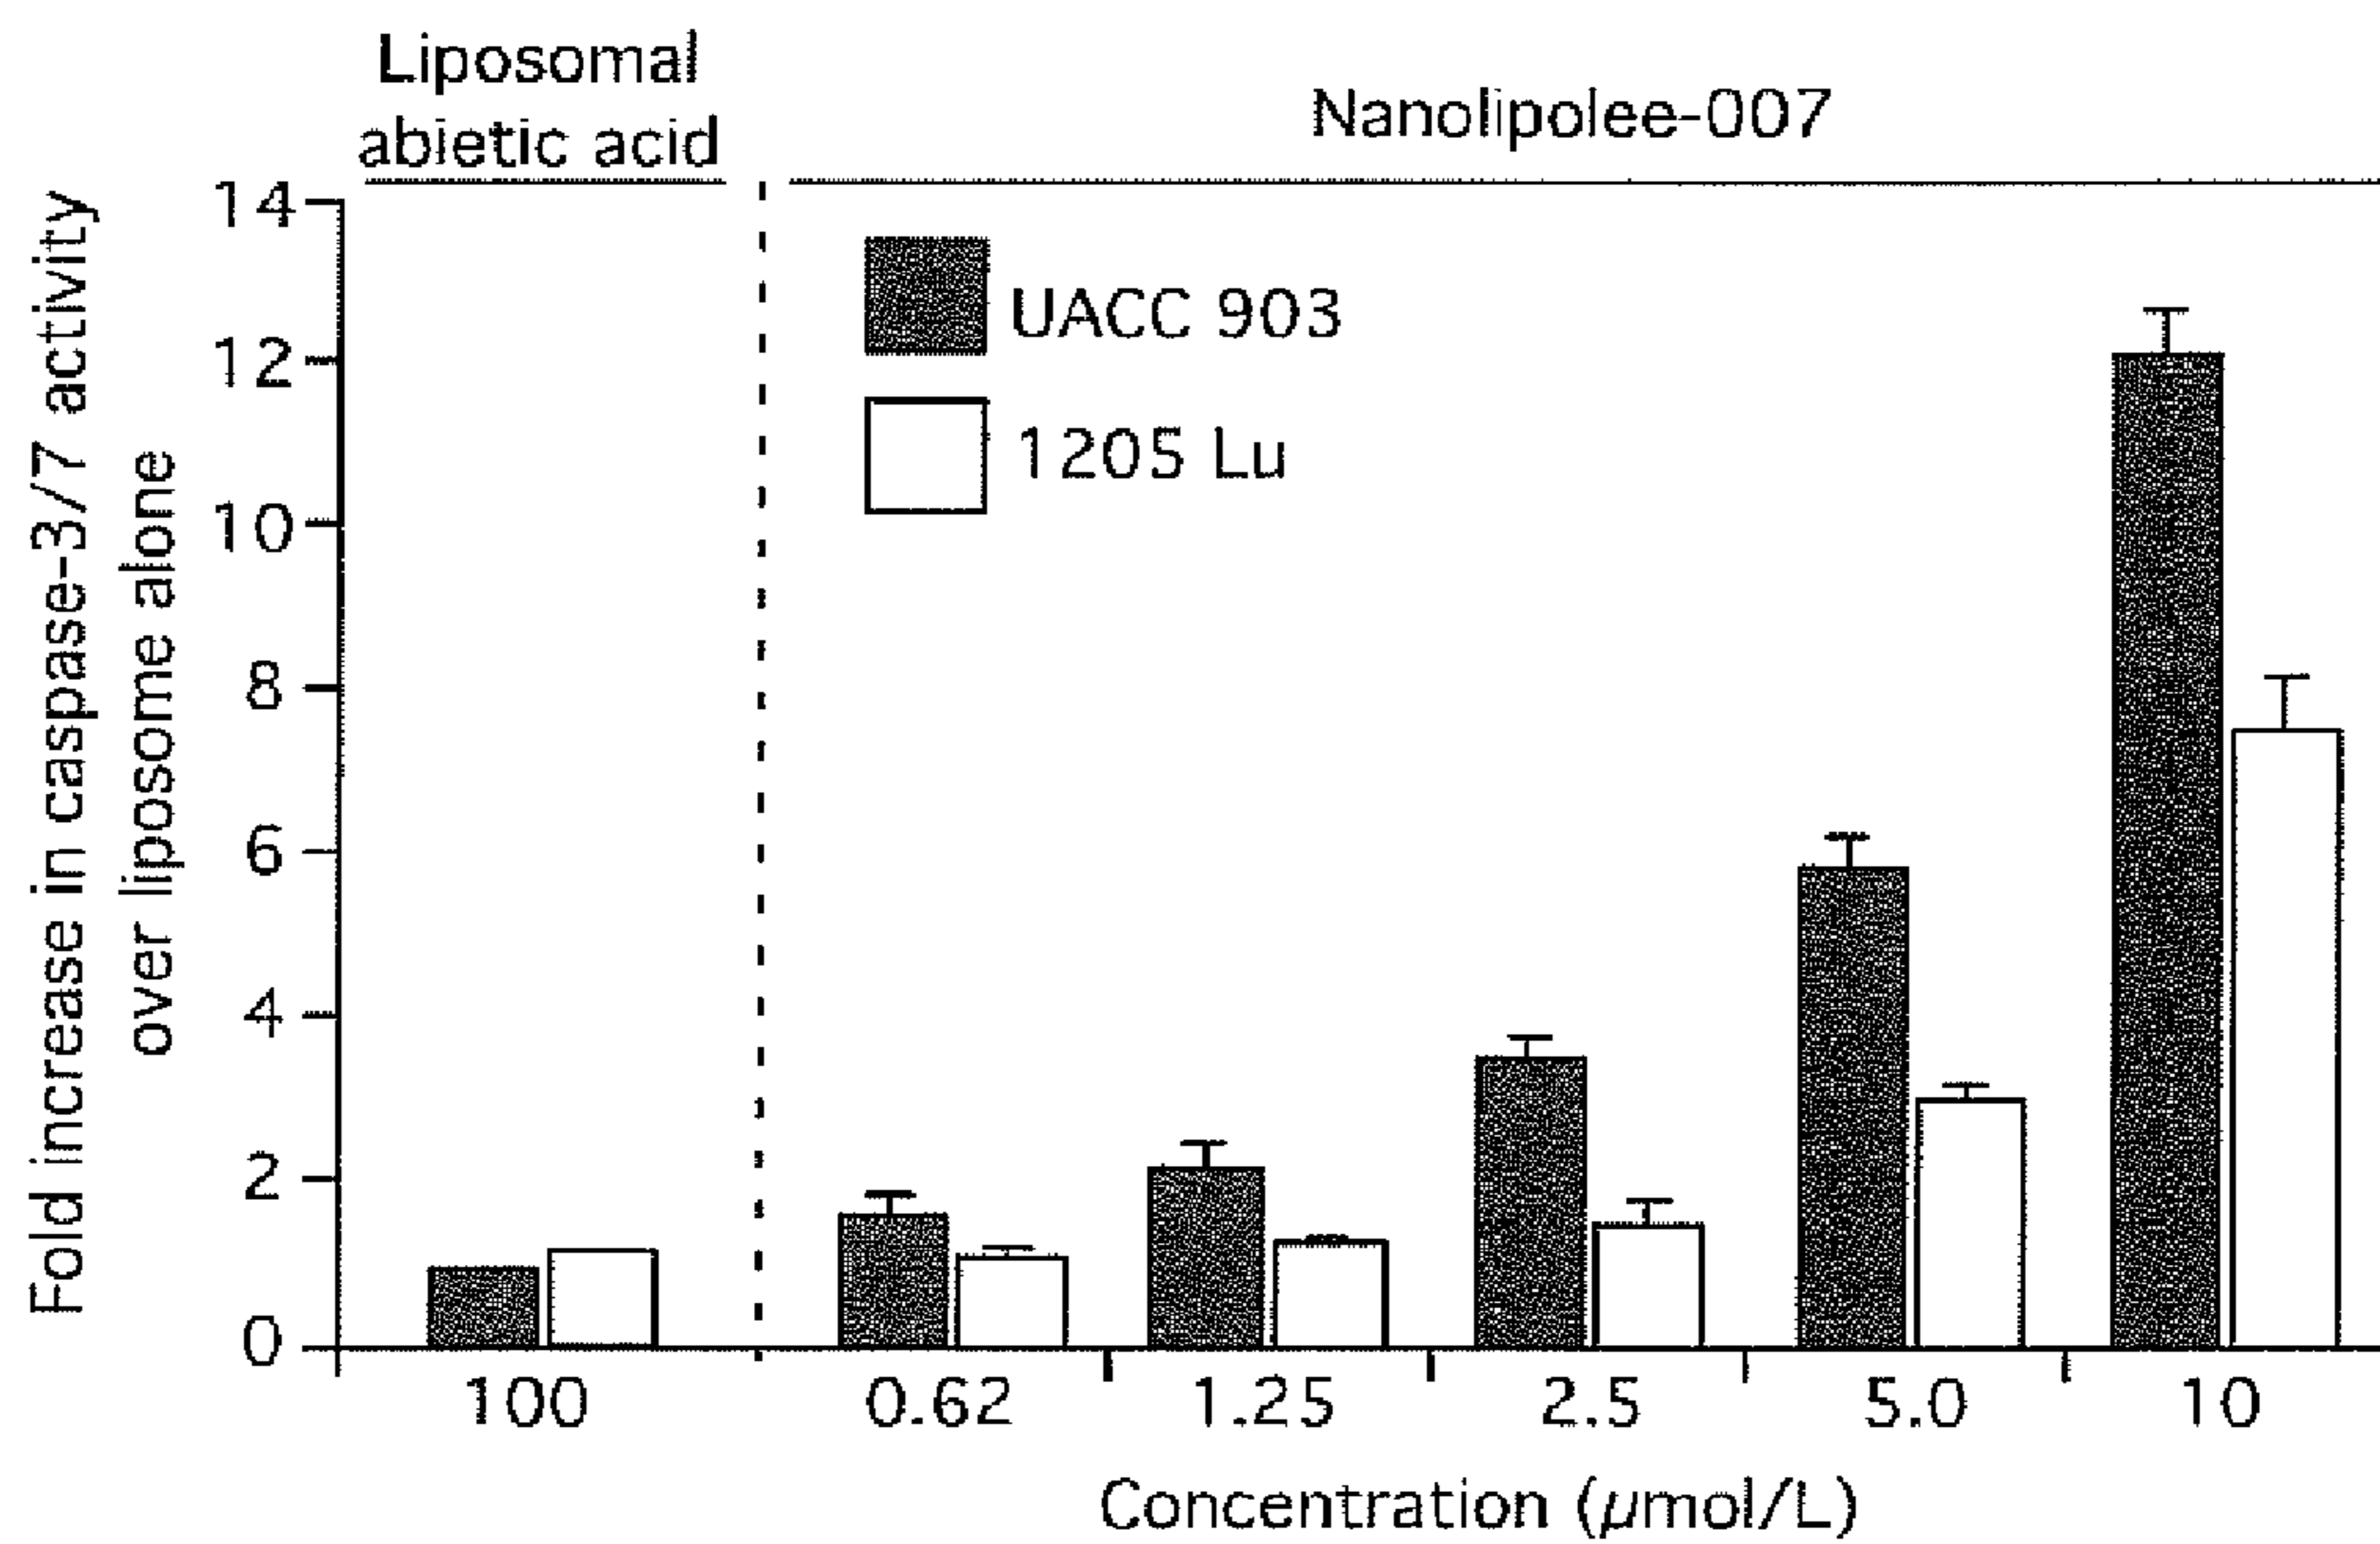 Liposomal
abietic acid
Nanolipolee-007
Fold increase in caspase-3/7 activity
over liposome alone
14
12
10
8
6
4
2
0
UACC 903
1205 Lu
100
0.62
1.25
2.5
5.0
10
Concentration (μmol/L)